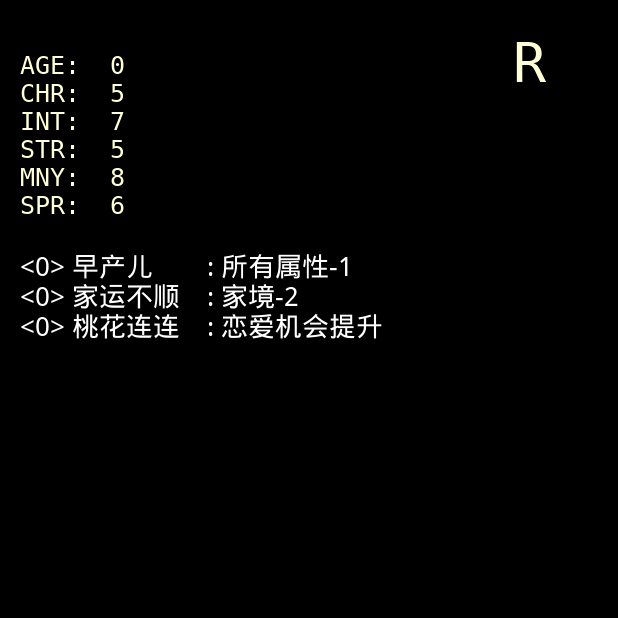 R
AGE: 0
CHR: 5
INT: 7
STR: 5
MNY: 8
SPR: 6
<0> 早产儿 : 所有属性-1
<0> 家运不顺 : 家境-2
<0> 桃花连连 : 恋爱机会提升